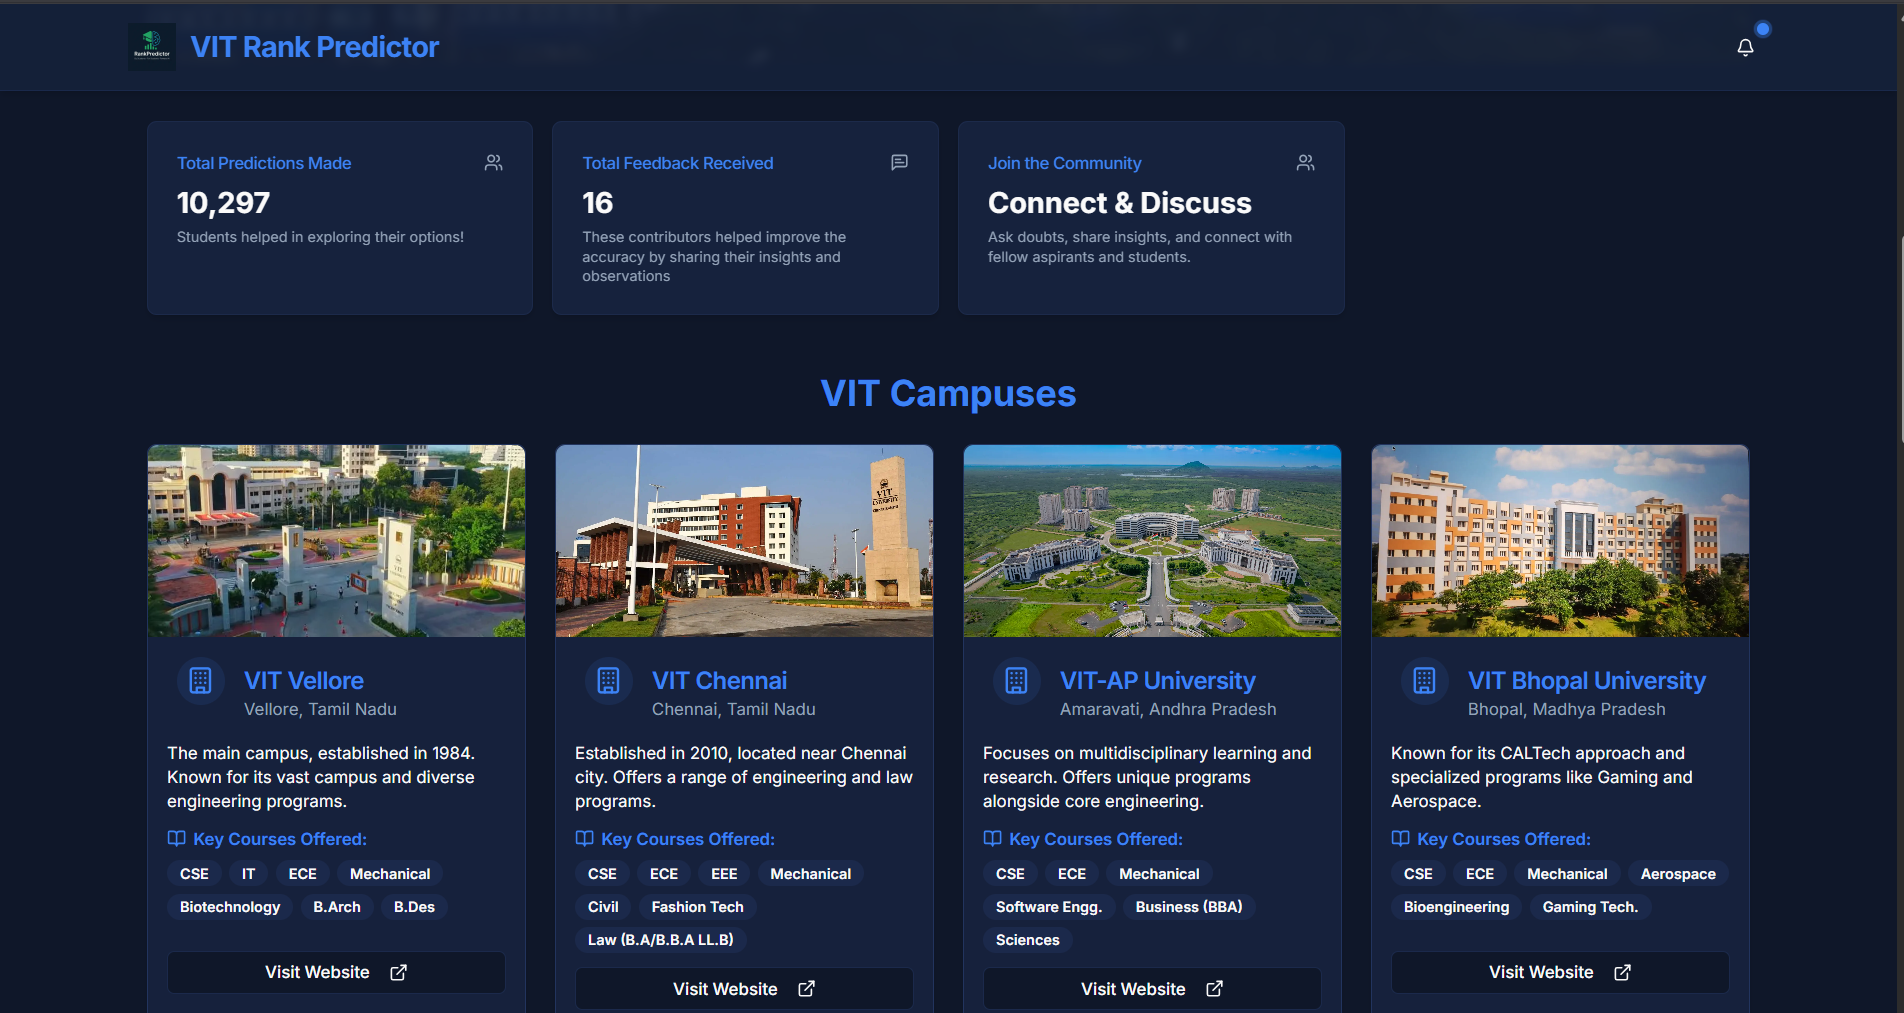 RankPredictor
VIT Rank Predictor
Total Predictions Made
10,297
Students helped in exploring their options!
Total Feedback Received
16
These contributors helped improve the
accuracy by sharing their insights and
observations
Join the Community
Connect & Discuss
Ask doubts, share insights, and connect with
fellow aspirants and students.
VIT Campuses
VIT
VIT Vellore
Vellore, Tamil Nadu
The main campus, established in 1984.
Known for its vast campus and diverse
engineering programs.
Key Courses Offered:
CSE IT ECE Mechanical
Biotechnology B.Arch B.Des
Visit Website
VIT Chennai
Chennai, Tamil Nadu
Established in 2010, located near Chennai
city. Offers a range of engineering and law
programs.
Key Courses Offered:
CSE ECE EEE Mechanical
Civil Fashion Tech
Law (B.A/B.B.A LL.B)
Visit Website
VIT-AP University
Amaravati, Andhra Pradesh
Focuses on multidisciplinary learning and
research. Offers unique programs
alongside core engineering.
Key Courses Offered:
CSE ECE Mechanical
Software Engg. Business (BBA)
Sciences
Visit Website
VIT Bhopal University
Bhopal, Madhya Pradesh
Known for its CALTech approach and
specialized programs like Gaming and
Aerospace.
Key Courses Offered:
CSE ECE Mechanical Aerospace
Bioengineering Gaming Tech.
Visit Website